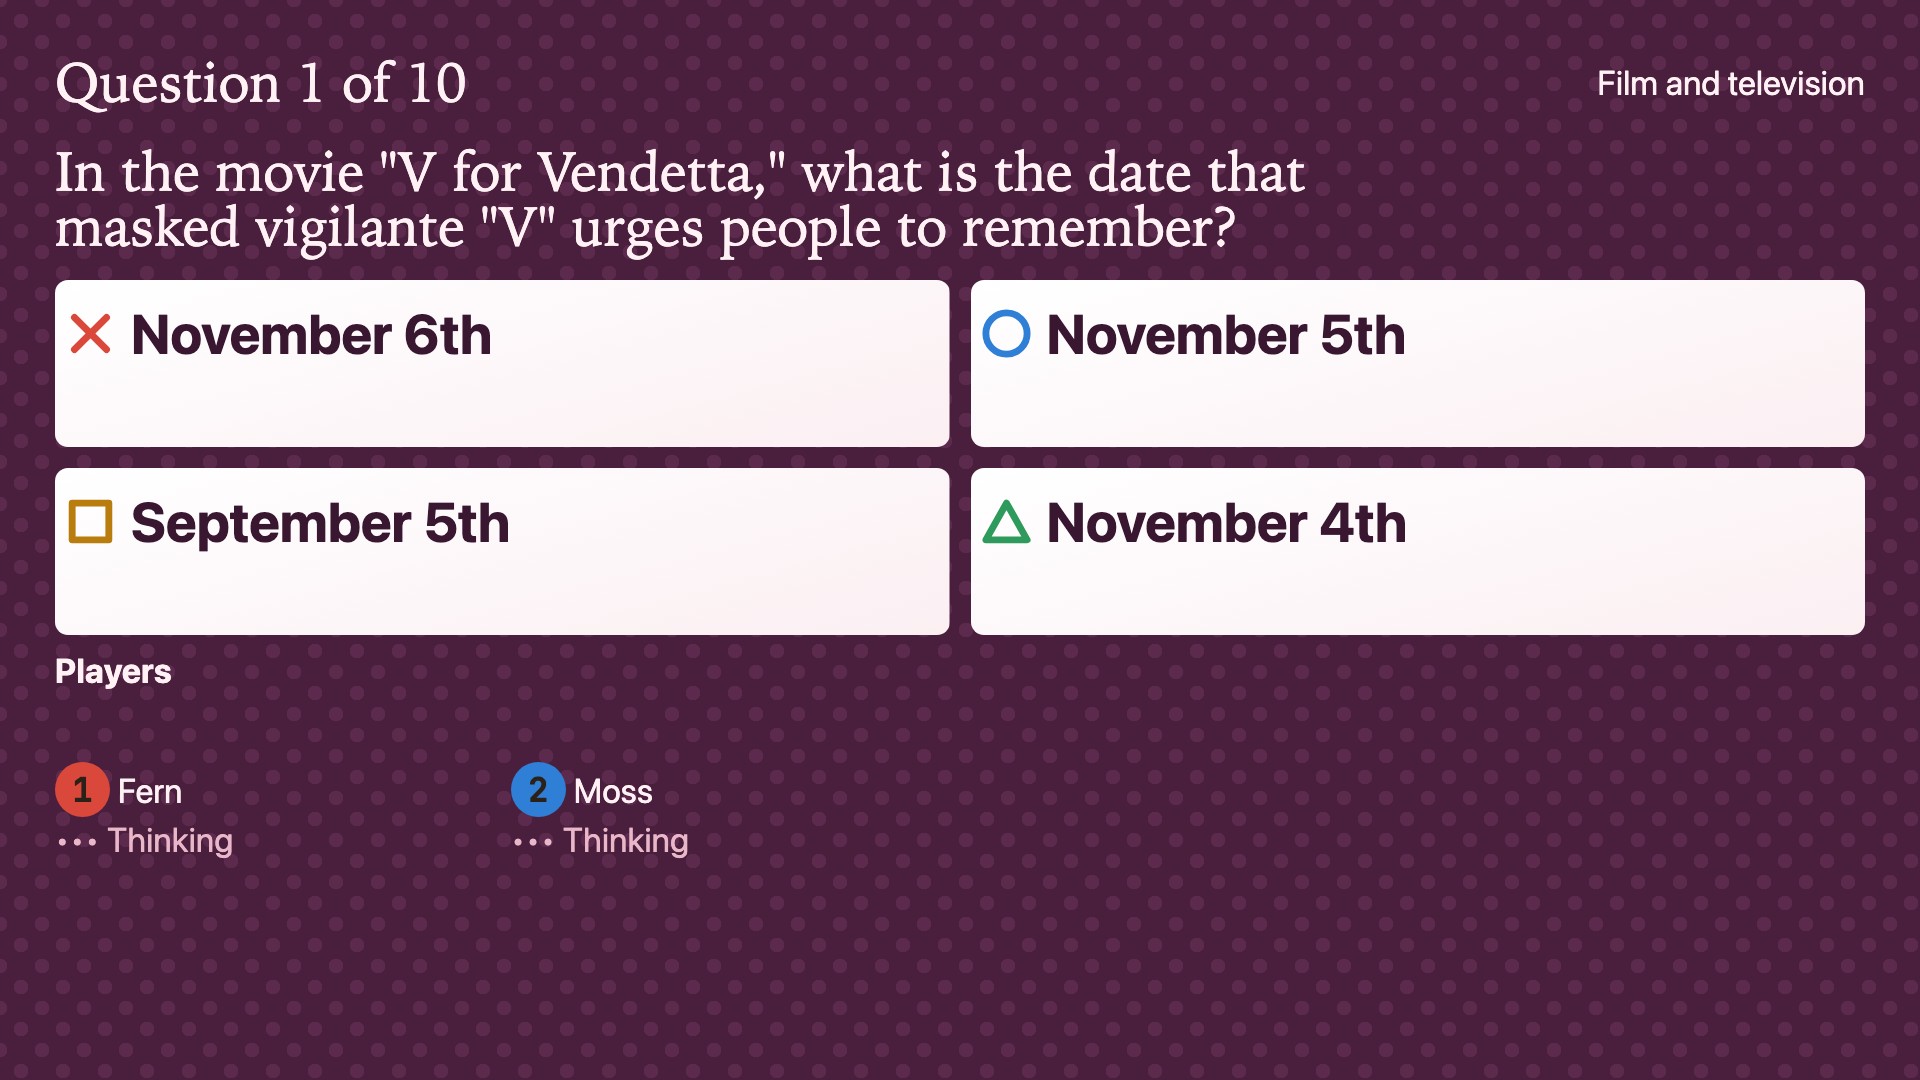 Question 1 of 10
Film and television
In the movie "V for Vendetta," what is the date that
masked vigilante "V" urges people to remember?
November 6th
November 5th
September 5th
November 4th
Players
1 Fern
2 Moss
••• Thinking
••• Thinking